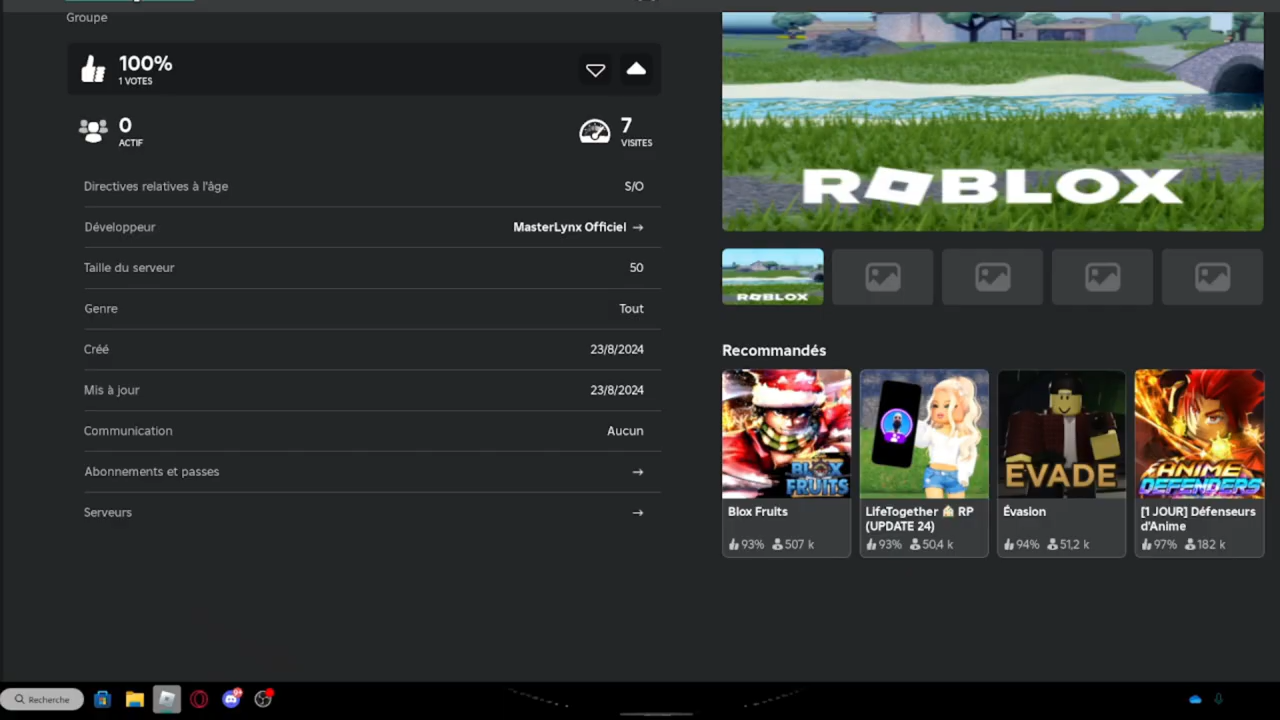 Groupe
100%
1 VOTES
0
ACTIF
7
VISITES
Directives relatives à l'âge
S/O
Développeur
MasterLynx Officiel →
Taille du serveur
50
Genre
Tout
Créé
23/8/2024
Mis à jour
23/8/2024
Communication
Aucun
Abonnements et passes
→
Serveurs
→
ROBLOX
ROBLOX
Recommandés
BLOX
FRUITS
Blox Fruits
93% 507 k
LifeTogether 🏠 RP
(UPDATE 24)
93% 50,4 k
EVADE
Évasion
94% 51,2 k
ANIME
DEFENDERS
[1 JOUR] Défenseurs
d'Anime
97% 182 k
Recherche